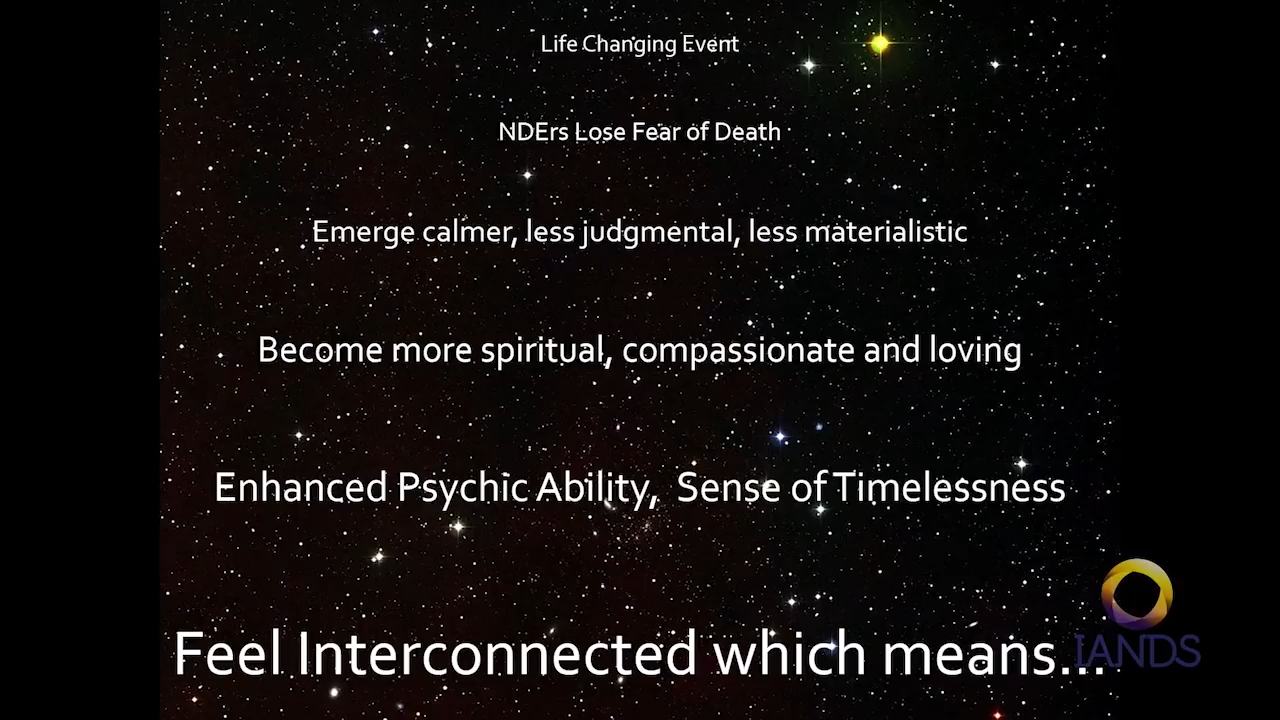 Life Changing Event
NDErs Lose Fear of Death
Emerge calmer, less judgmental, less materialistic
Become more spiritual, compassionate and loving
Enhanced Psychic Ability, Sense of Timelessness
Feel Interconnected which means...
IANDS